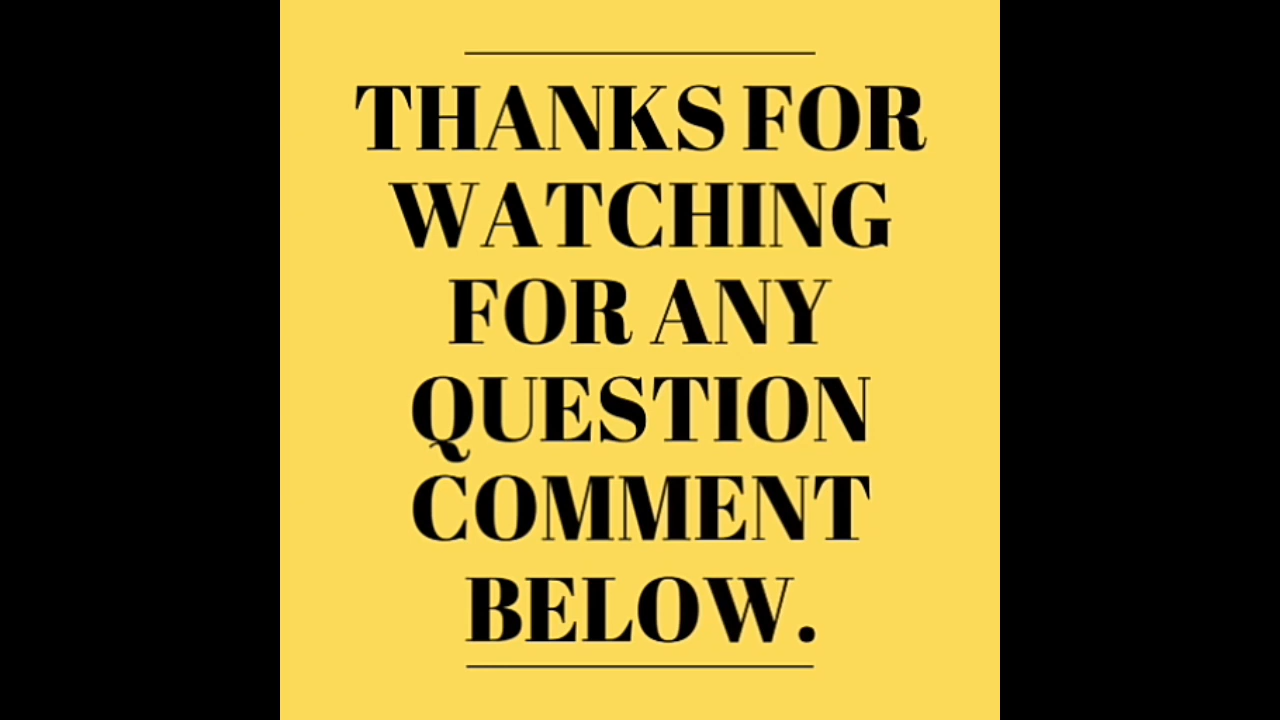 THANKS FOR
WATCHING
FOR ANY
QUESTION
COMMENT
BELOW.